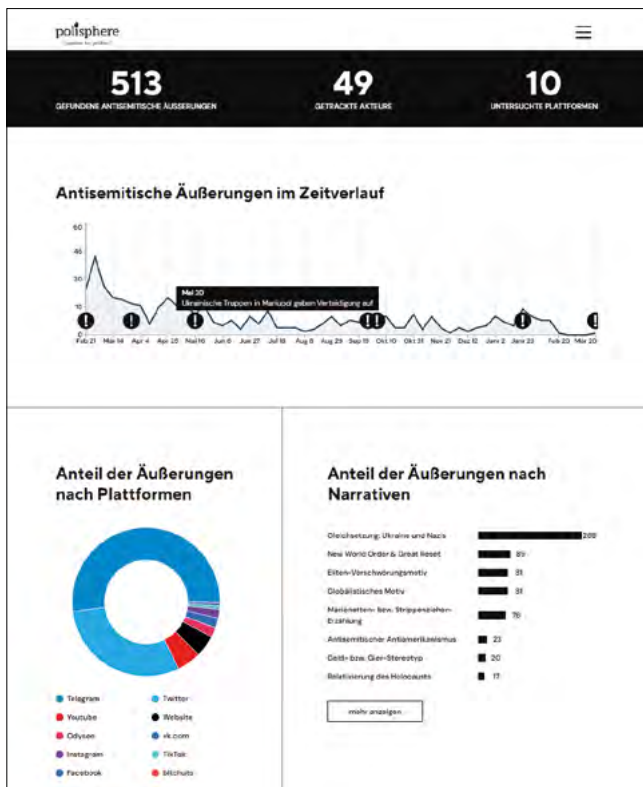 polisphere
513
49
10
GEFUNDENE ANTISEMITISCHE ÄUSSERUNGEN
GETRACKTE AKTEURE
UNTERSUCHTE PLATTFORMEN
Antisemitische Äußerungen im Zeitverlauf
60
45
30
10
0
Mai 20
Ukrainische Truppen in Mariupol geben Verteidigung auf
Feb 21 Mär 14 Apr 4 Apr 25 Mai 16 Jun 6 Jun 27 Jul 18 Aug 8 Aug 29 Sep 19 Okt 10 Okt 31 Nov 21 Dez 12 Jan 2 Jan 23 Feb 20 Mär 20
Anteil der Äußerungen
nach Plattformen
Telegram
Twitter
Youtube
Website
Odysee
vk.com
Instagram
TikTok
Facebook
bitchute
Anteil der Äußerungen nach
Narrativen
Gleichsetzung: Ukraine und Nazis
New World Order & Great Reset 89
Eliten-Verschwörungsmotiv 81
Globalistisches Motiv 81
Marionetten- bzw. Strippenzieher-
Erzählung 78
Antisemitischer Antiamerikanismus 23
Geld- bzw. Gier-Stereotyp 20
Relativierung des Holocausts 17
mehr anzeigen